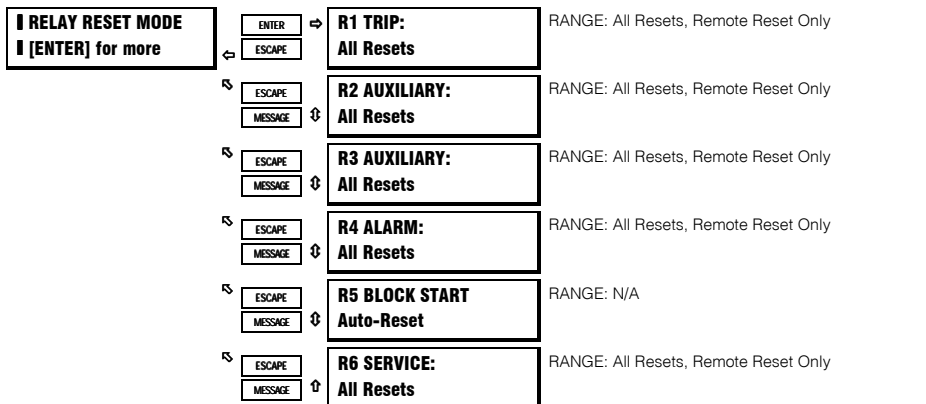 RELAY RESET MODE
[ENTER] for more
ENTER
ESCAPE
R1 TRIP:
All Resets
RANGE: All Resets, Remote Reset Only
ESCAPE
MESSAGE
R2 AUXILIARY:
All Resets
RANGE: All Resets, Remote Reset Only
ESCAPE
MESSAGE
R3 AUXILIARY:
All Resets
RANGE: All Resets, Remote Reset Only
ESCAPE
MESSAGE
R4 ALARM:
All Resets
RANGE: All Resets, Remote Reset Only
ESCAPE
MESSAGE
R5 BLOCK START
Auto-Reset
RANGE: N/A
ESCAPE
MESSAGE
R6 SERVICE:
All Resets
RANGE: All Resets, Remote Reset Only